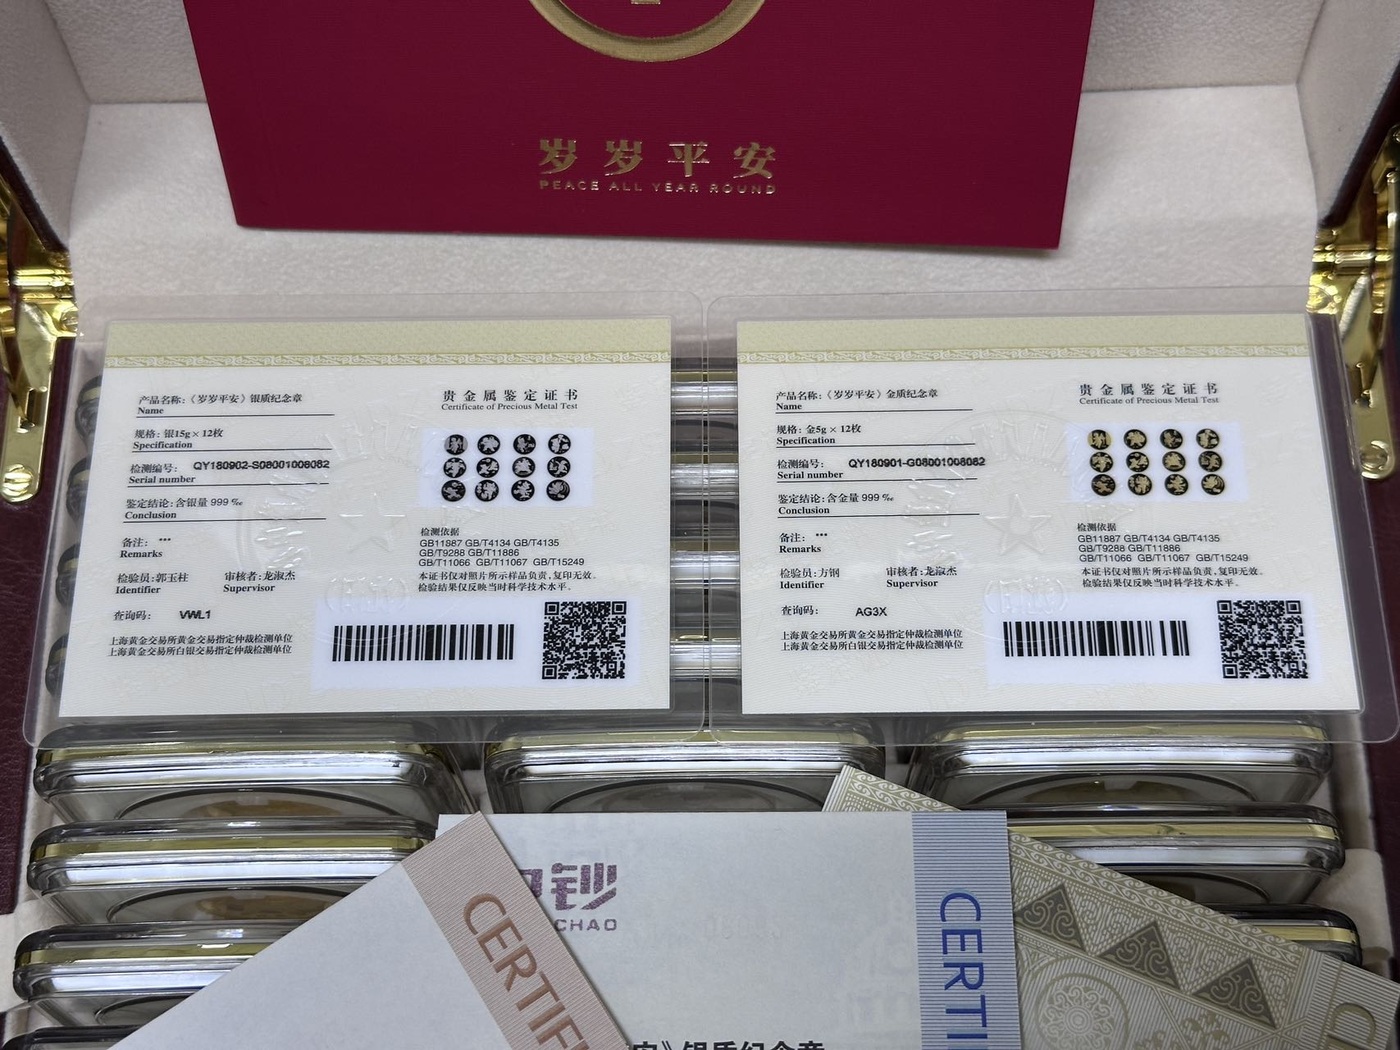 岁岁平安
PEACE ALL YEAR ROUND
产品名称:《岁岁平安》银质纪念章
Name
规格: 银15g×12枚
Specification
检测编号: QY180902-S08001008082
Serial number
鉴定结论: 含银量 999 ‰
Conclusion
备注: ***
Remarks
检验员:郭玉柱 审核者:龙淑杰
Identifier Supervisor
查询码: VWL1
上海黄金交易所黄金交易指定仲裁检测单位
上海黄金交易所白银交易指定仲裁检测单位
贵金属鉴定证书
Certificate of Precious Metal Test
检测依据
GB11887 GB/T4134 GB/T4135
GB/T9288 GB/T11886
GB/T11066 GB/T11067 GB/T15249
本证书仅对照片所示样品负责,复印无效。
检验结果仅反映当时科学技术水平。
产品名称:《岁岁平安》金质纪念章
Name
规格: 金5g×12枚
Specification
检测编号: QY180901-G08001008082
Serial number
鉴定结论: 含金量 999 ‰
Conclusion
备注: ***
Remarks
检验员:方钢 审核者:龙淑杰
Identifier Supervisor
查询码: AG3X
上海黄金交易所黄金交易指定仲裁检测单位
上海黄金交易所白银交易指定仲裁检测单位
贵金属鉴定证书
Certificate of Precious Metal Test
检测依据
GB11887 GB/T4134 GB/T4135
GB/T9288 GB/T11886
GB/T11066 GB/T11067 GB/T15249
本证书仅对照片所示样品负责,复印无效。
检验结果仅反映当时科学技术水平。
钞
CHAO
CERTIFI
CERTI
》银质纪念章